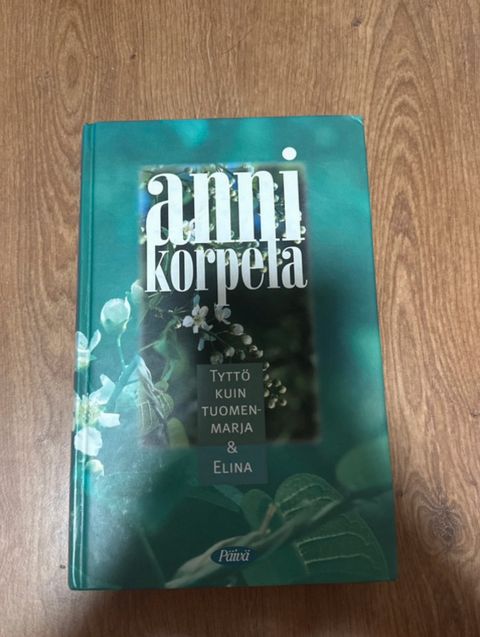 anni
korpela
TYTTÖ
KUIN
TUOMEN-
MARJA
&
ELINA
Päivä